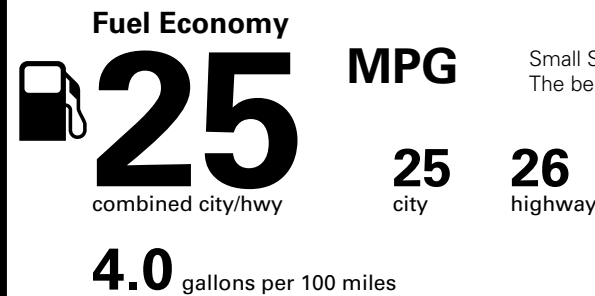 Fuel Economy
25 MPG
Small S
The be
25 26
combined city/hwy city highway
4.0 gallons per 100 miles